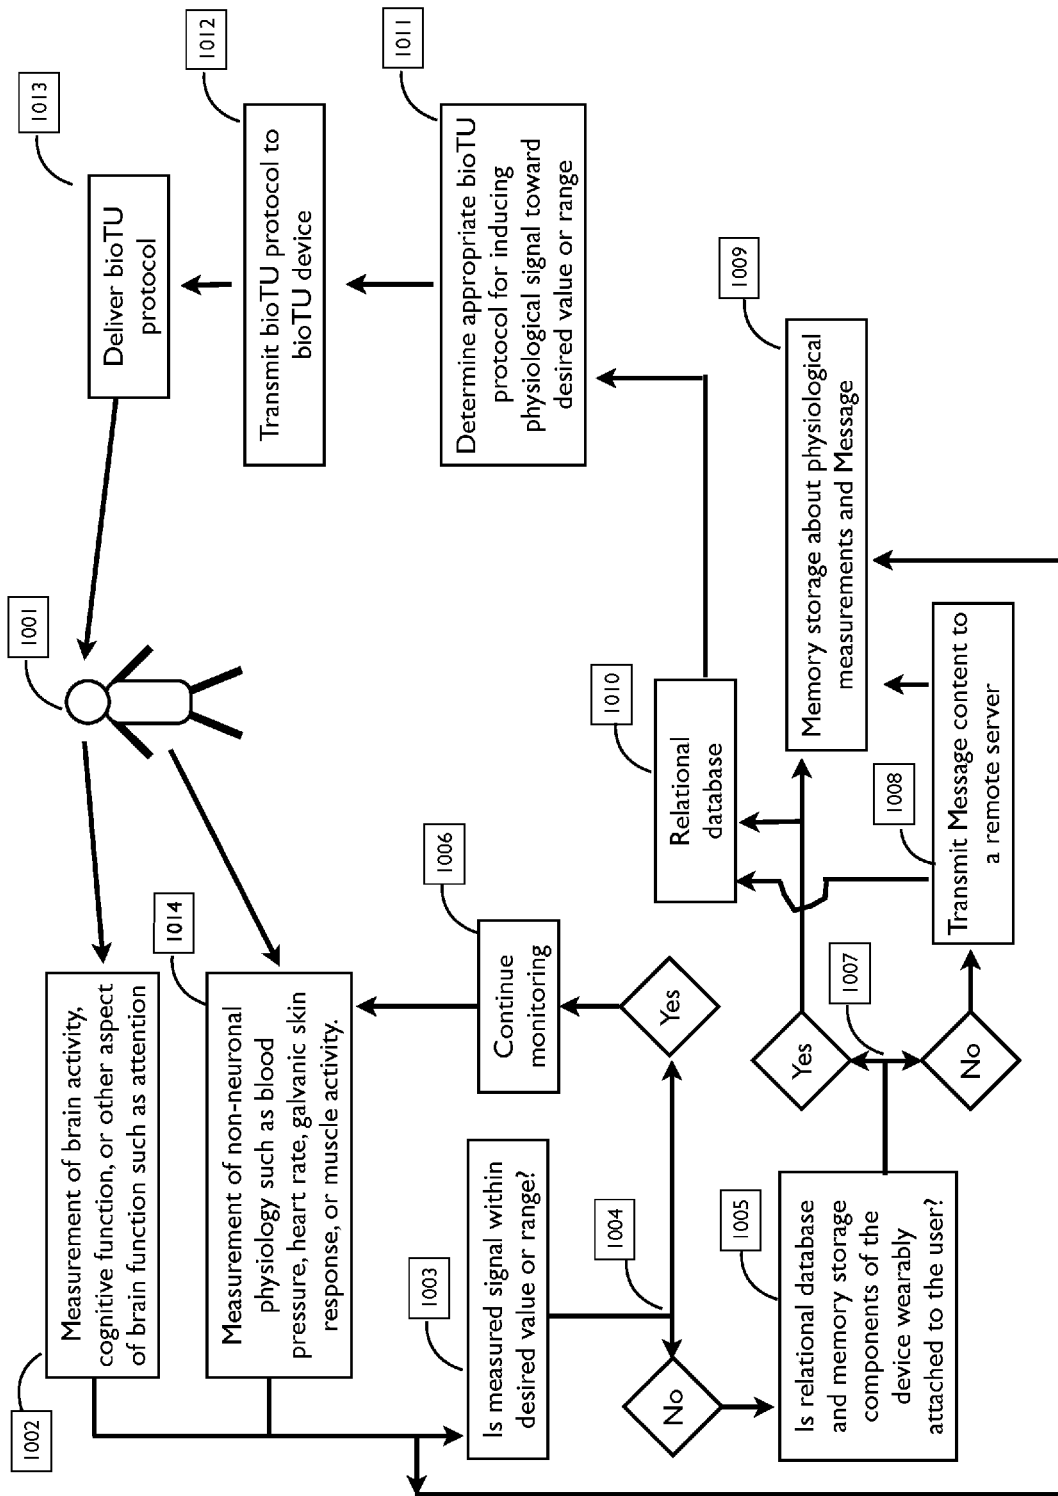 1002
Measurement of brain activity,
cognitive function, or other aspect
of brain function such as attention
1014
Measurement of non-neuronal
physiology such as blood
pressure, heart rate, galvanic skin
response, or muscle activity.
1001
1013
Deliver bioTU
protocol
1012
Transmit bioTU protocol to
bioTU device
1011
Determine appropriate bioTU
protocol for inducing
physiological signal toward
desired value or range
1003
Is measured signal within
desired value or range?
1006
Continue
monitoring
1004
Yes
No
1005
Is relational database
and memory storage
components of the
device wearably
attached to the user?
1007
Yes
No
1010
Relational
database
1009
Memory storage about physiological
measurements and Message
1008
Transmit Message content to
a remote server